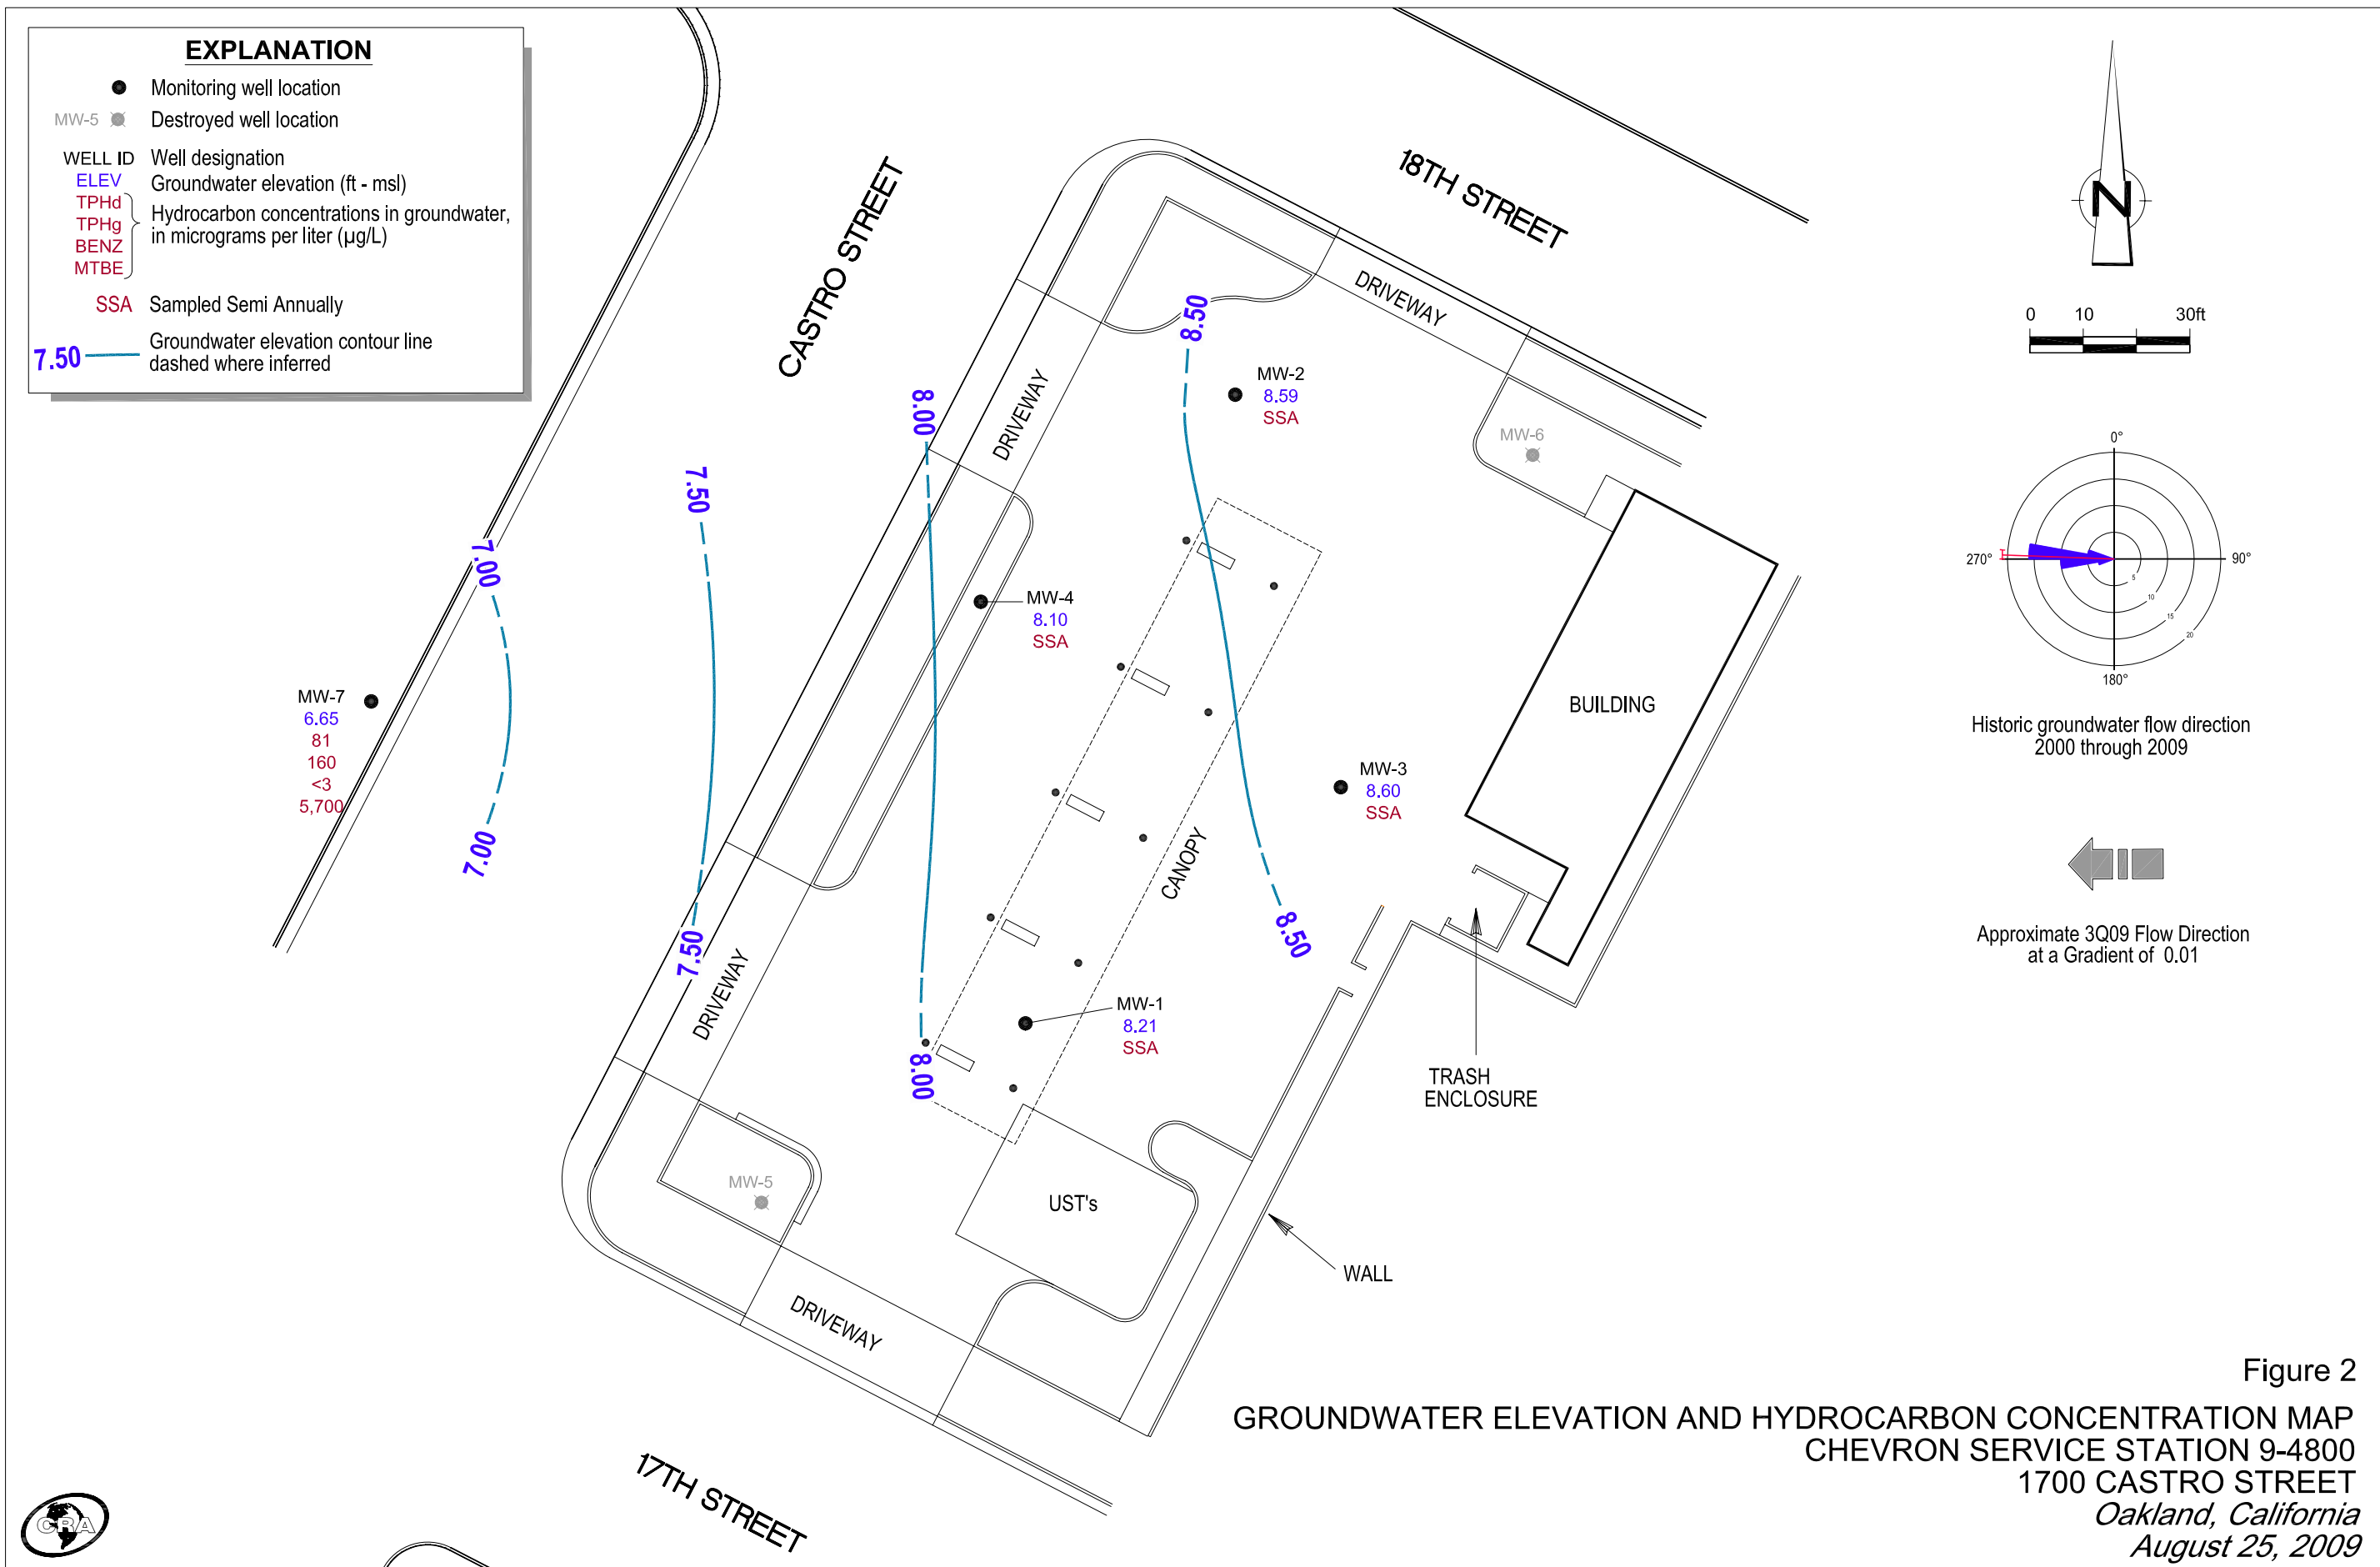 EXPLANATION
Monitoring well location
MW-5 Destroyed well location
WELL ID Well designation
ELEV Groundwater elevation (ft - msl)
TPHd
TPHg
BENZ
MTBE
Hydrocarbon concentrations in groundwater,
in micrograms per liter (µg/L)
SSA Sampled Semi Annually
7.50 Groundwater elevation contour line
dashed where inferred
CASTRO STREET
18TH STREET
DRIVEWAY
N
0 10 30ft
8.50
MW-2
8.59
SSA
8.00
DRIVEWAY
MW-6
7.50
7.00
0°
270°
90°
180°
5
10
15
20
Historic groundwater flow direction
2000 through 2009
MW-4
8.10
SSA
MW-7
6.65
81
160
<3
5,700
BUILDING
MW-3
8.60
SSA
CANOPY
7.00
7.50
8.50
Approximate 3Q09 Flow Direction
at a Gradient of 0.01
DRIVEWAY
MW-1
8.21
SSA
8.00
TRASH
ENCLOSURE
MW-5
UST's
WALL
DRIVEWAY
17TH STREET
Figure 2
GROUNDWATER ELEVATION AND HYDROCARBON CONCENTRATION MAP
CHEVRON SERVICE STATION 9-4800
1700 CASTRO STREET
Oakland, California
August 25, 2009
CRA